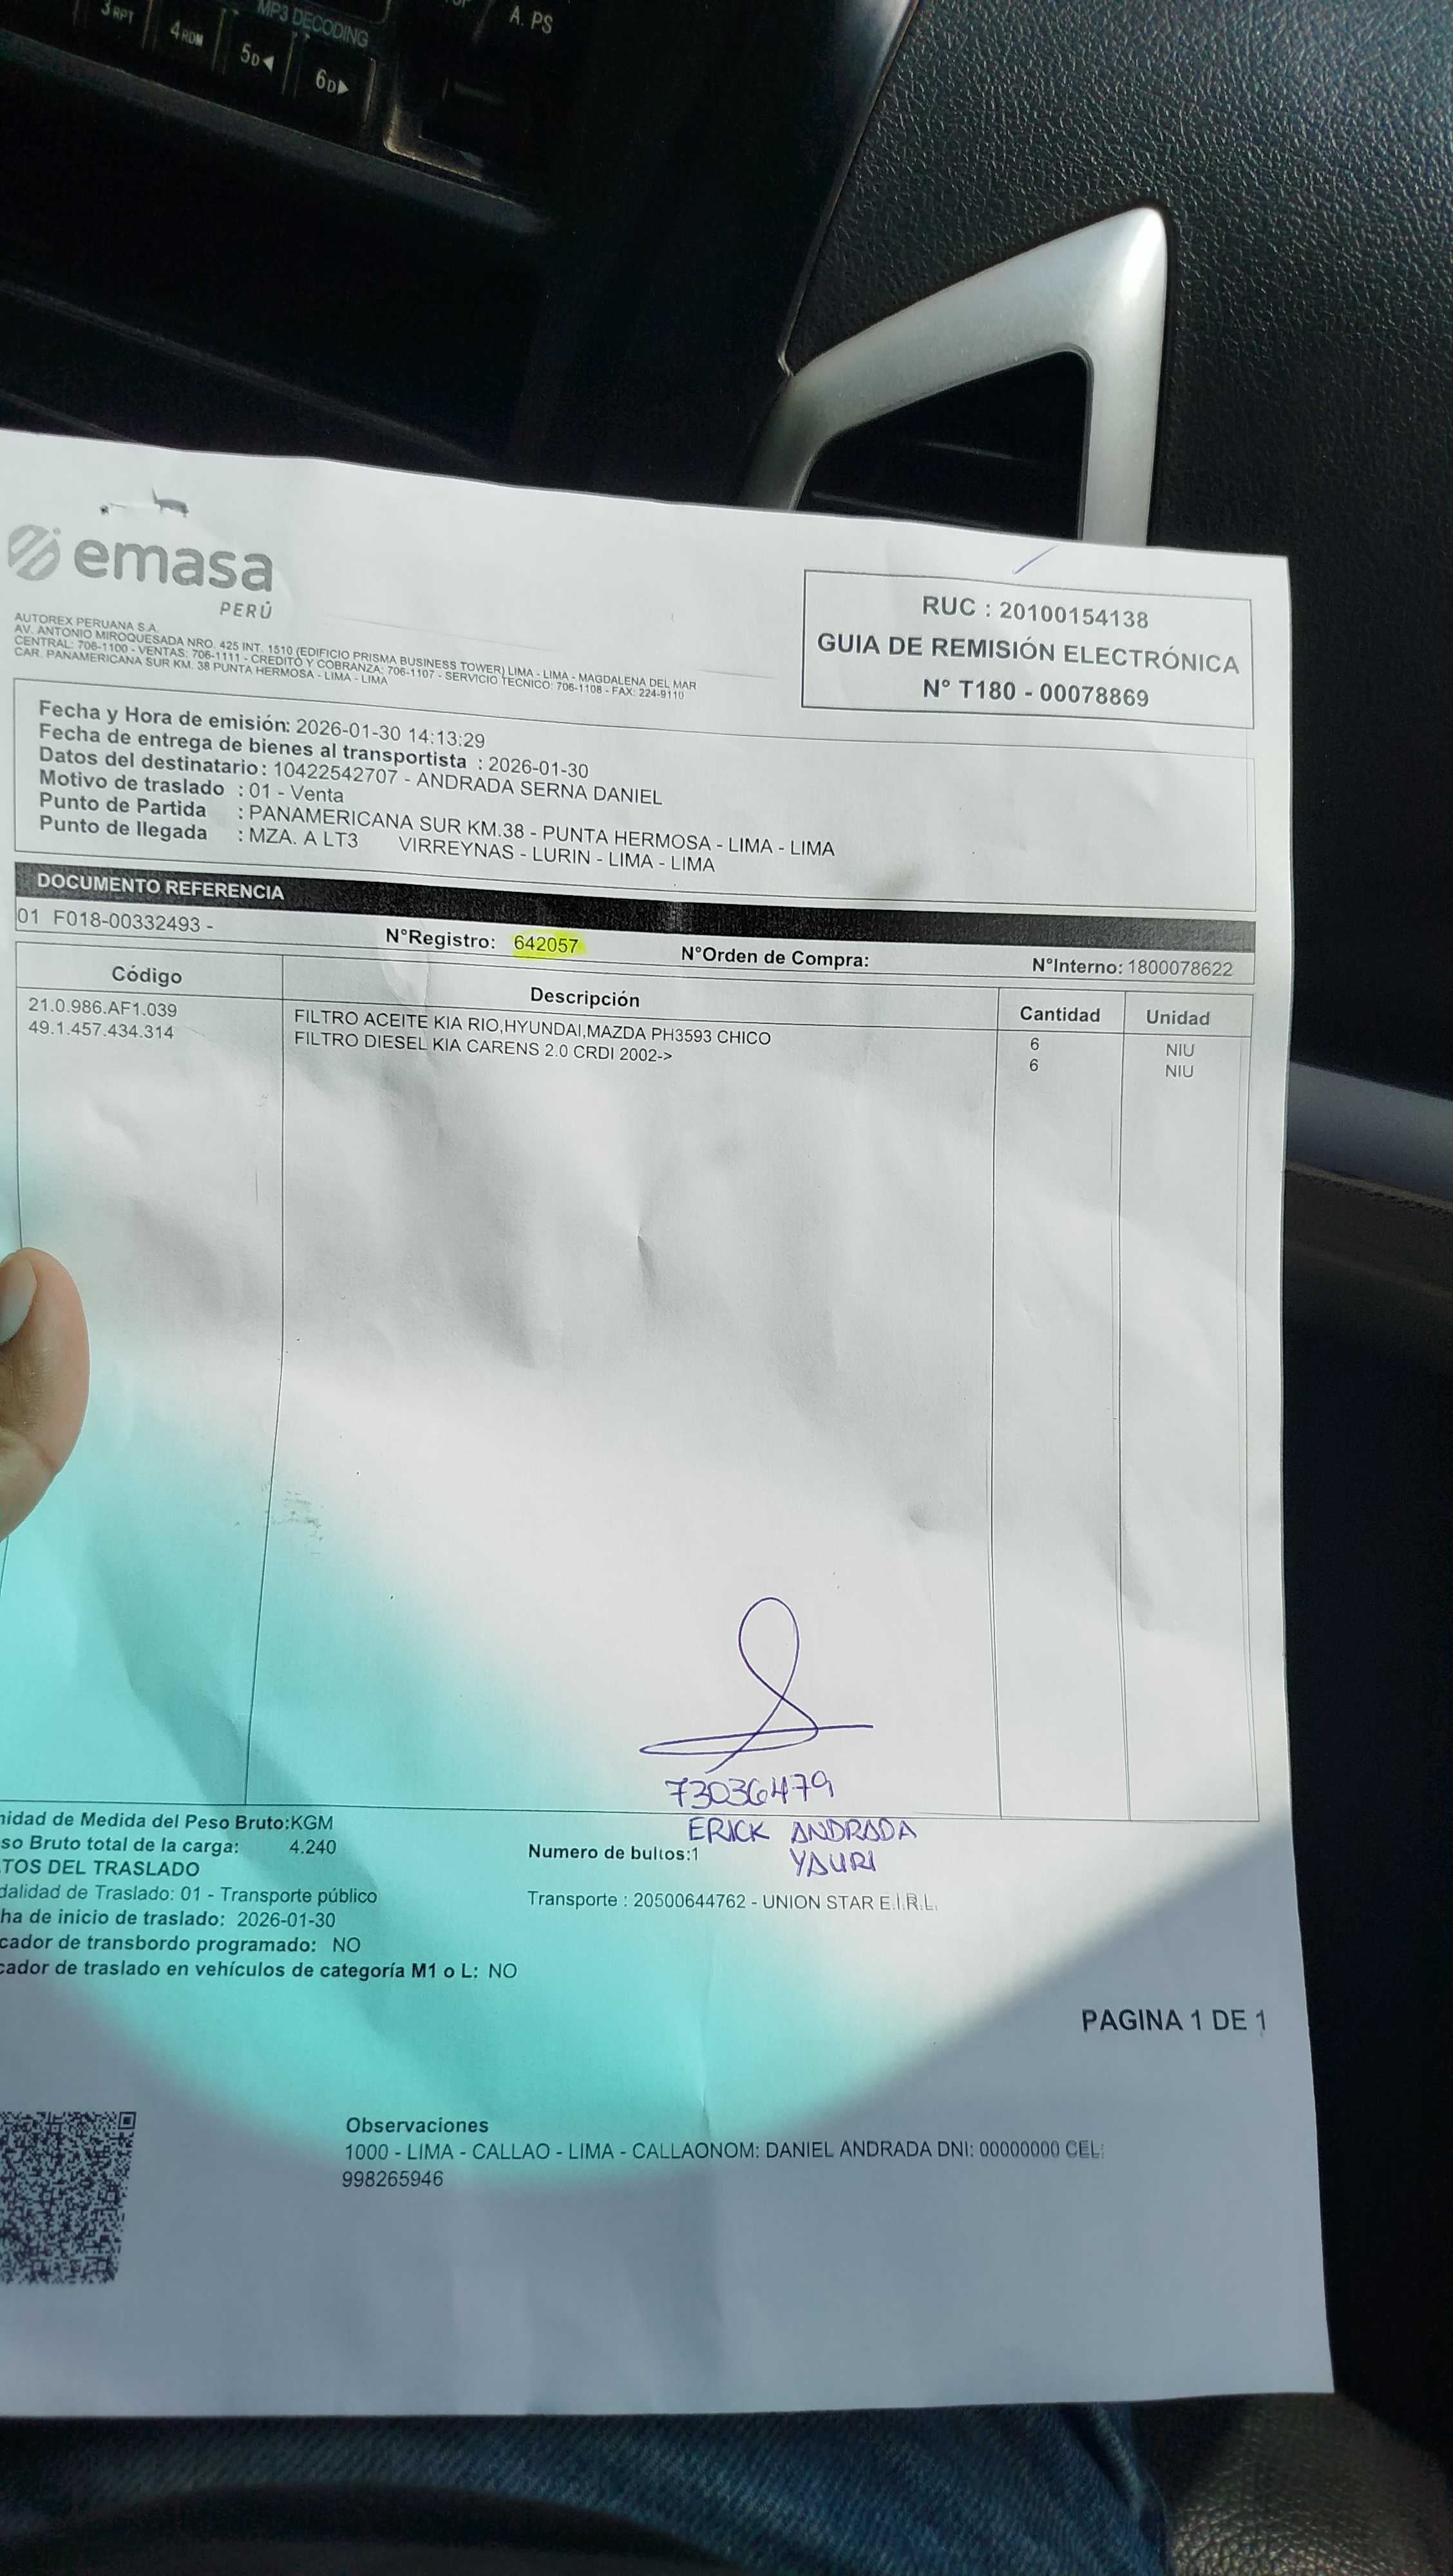 3RPT
4RDM
5D◀
6D▶
MP3 DECODING
A. PS
emasa
PERÚ
AUTOREX PERUANA S.A.
AV. ANTONIO MIROQUESADA NRO. 425 INT. 1510 (EDIFICIO PRISMA BUSINESS TOWER) LIMA - LIMA - MAGDALENA DEL MAR
CENTRAL: 706-1100 - VENTAS: 706-1111 - CREDITO Y COBRANZA: 706-1107 - SERVICIO TECNICO: 706-1108 - FAX: 224-9110
CAR. PANAMERICANA SUR KM. 38 PUNTA HERMOSA - LIMA - LIMA
RUC : 20100154138
GUIA DE REMISIÓN ELECTRÓNICA
N° T180 - 00078869
Fecha y Hora de emisión: 2026-01-30 14:13:29
Fecha de entrega de bienes al transportista : 2026-01-30
Datos del destinatario : 10422542707 - ANDRADA SERNA DANIEL
Motivo de traslado : 01 - Venta
Punto de Partida : PANAMERICANA SUR KM.38 - PUNTA HERMOSA - LIMA - LIMA
Punto de llegada : MZA. A LT3 VIRREYNAS - LURIN - LIMA - LIMA
DOCUMENTO REFERENCIA
01 F018-00332493 - N°Registro: 642057 N°Orden de Compra: N°Interno: 1800078622
Código Descripción Cantidad Unidad
21.0.986.AF1.039 FILTRO ACEITE KIA RIO,HYUNDAI,MAZDA PH3593 CHICO 6 NIU
49.1.457.434.314 FILTRO DIESEL KIA CARENS 2.0 CRDI 2002-> 6 NIU
73036479
ERICK ANDRADA
YAURI
nidad de Medida del Peso Bruto:KGM
so Bruto total de la carga: 4.240 Numero de bultos:1
TOS DEL TRASLADO
dalidad de Traslado: 01 - Transporte público Transporte : 20500644762 - UNION STAR E.I.R.L.
ha de inicio de traslado: 2026-01-30
cador de transbordo programado: NO
cador de traslado en vehículos de categoría M1 o L: NO
PAGINA 1 DE 1
Observaciones
1000 - LIMA - CALLAO - LIMA - CALLAONOM: DANIEL ANDRADA DNI: 00000000 CEL:
998265946